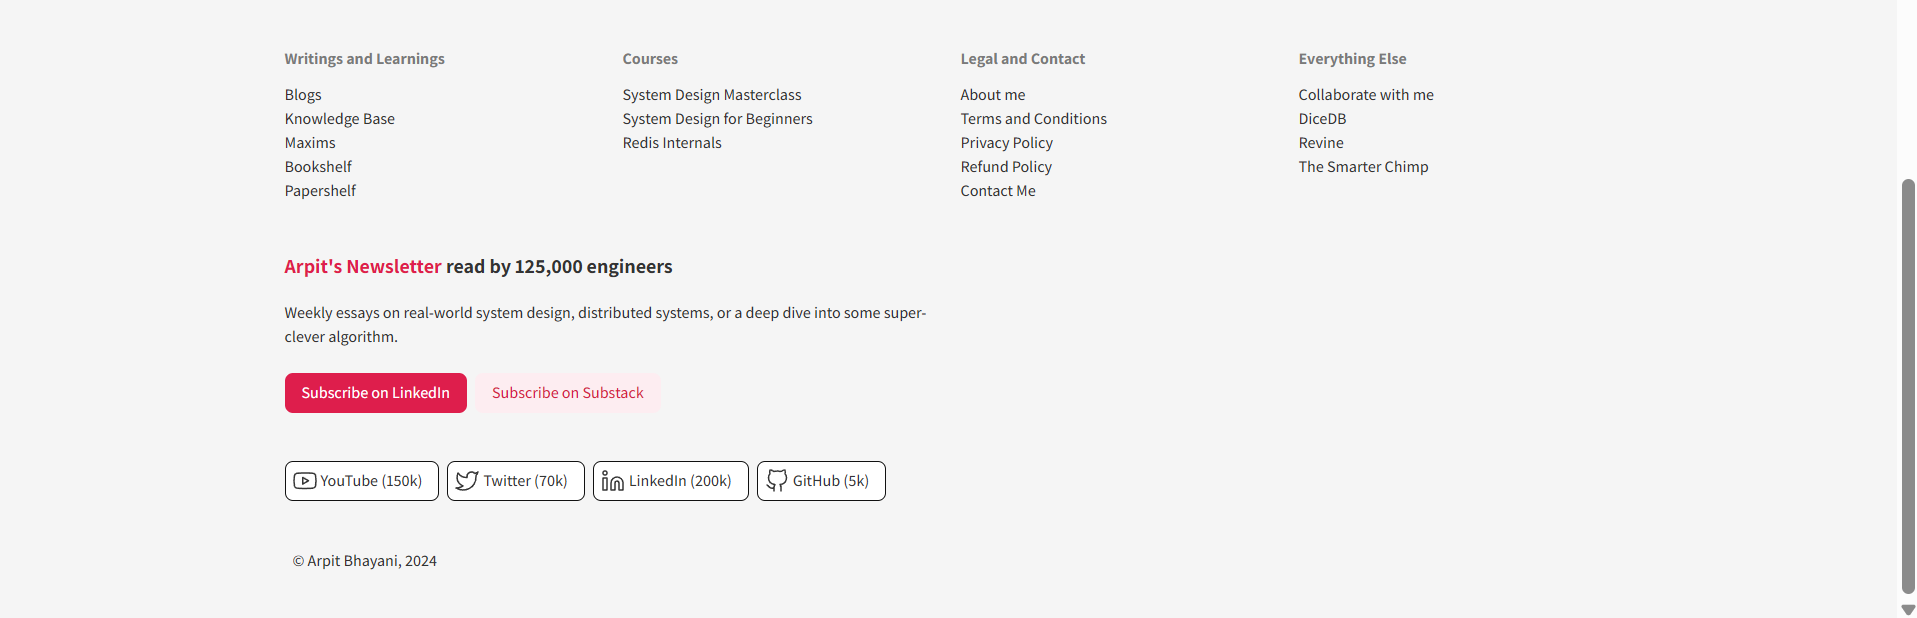 Writings and Learnings
Blogs
Knowledge Base
Maxims
Bookshelf
Papershelf
Courses
System Design Masterclass
System Design for Beginners
Redis Internals
Legal and Contact
About me
Terms and Conditions
Privacy Policy
Refund Policy
Contact Me
Everything Else
Collaborate with me
DiceDB
Revine
The Smarter Chimp
Arpit's Newsletter read by 125,000 engineers
Weekly essays on real-world system design, distributed systems, or a deep dive into some super-
clever algorithm.
Subscribe on LinkedIn
Subscribe on Substack
YouTube (150k)
Twitter (70k)
LinkedIn (200k)
GitHub (5k)
© Arpit Bhayani, 2024